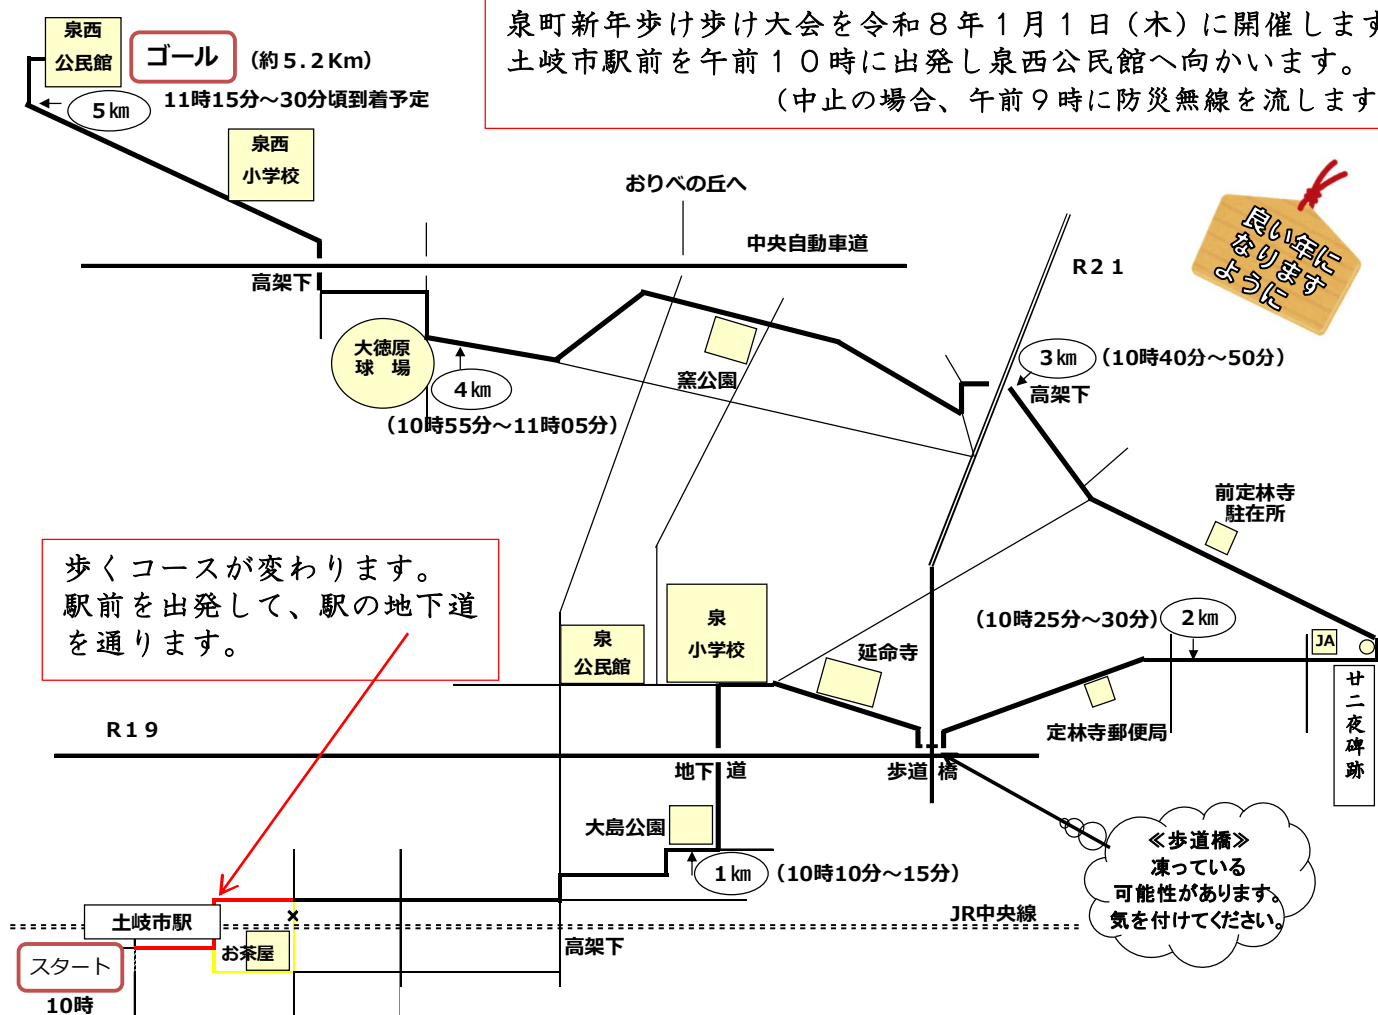 泉町新年歩け歩け大会を令和８年１月１日（木）に開催します
土岐市駅前を午前１０時に出発し泉西公民館へ向かいます。
（中止の場合、午前９時に防災無線を流します
泉西
公民館
ゴール
（約５.２Ｋｍ）
11時15分～30分頃到着予定
5㎞
泉西
小学校
おりべの丘へ
中央自動車道
高架下
R２１
良い年に
なります
ように
大徳原
球　場
窯公園
4㎞
（10時55分～11時05分）
3㎞
（10時40分～50分）
高架下
前定林寺
駐在所
歩くコースが変わります。
駅前を出発して、駅の地下道
を通ります。
泉
公民館
泉
小学校
延命寺
（10時25分～30分）
2㎞
JA
廿二夜碑跡
定林寺郵便局
R１９
地下道
歩道橋
大島公園
1㎞
（10時10分～15分）
≪歩道橋≫
凍っている
可能性があります。
気を付けてください。
土岐市駅
×
お茶屋
JR中央線
高架下
スタート
10時